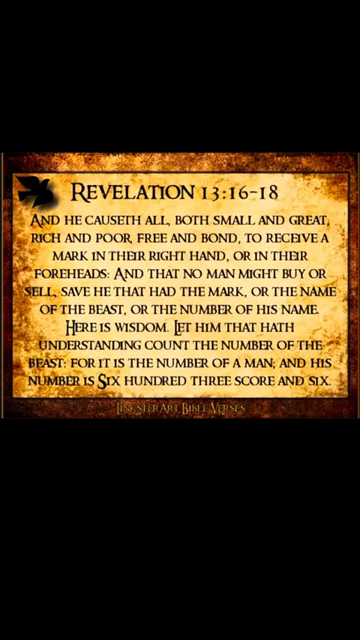 Revelation 13:16-18
And he causeth all, both small and great,
rich and poor, free and bond, to receive a
mark in their right hand, or in their
foreheads: And that no man might buy or
sell, save he that had the mark, or the name
of the beast, or the number of his name.
Here is wisdom. Let him that hath
understanding count the number of the
beast: for it is the number of a man; and his
number is Six hundred three score and six.
LinksterArt Bible Verses